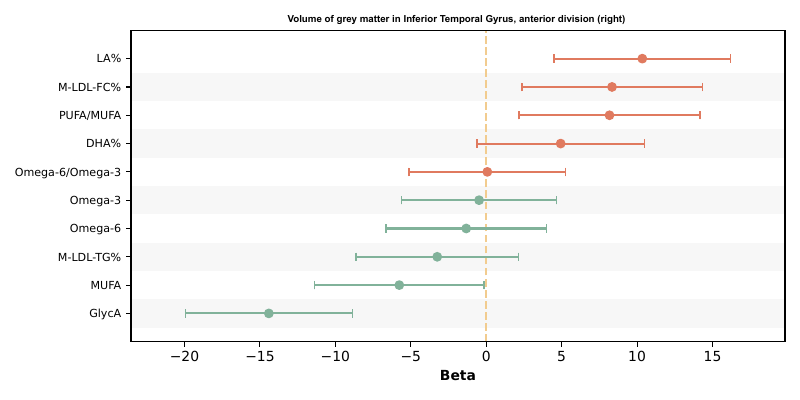 Volume of grey matter in Inferior Temporal Gyrus, anterior division (right)
LA%
M-LDL-FC%
PUFA/MUFA
DHA%
Omega-6/Omega-3
Omega-3
Omega-6
M-LDL-TG%
MUFA
GlycA
−20 −15 −10 −5 0 5 10 15
Beta